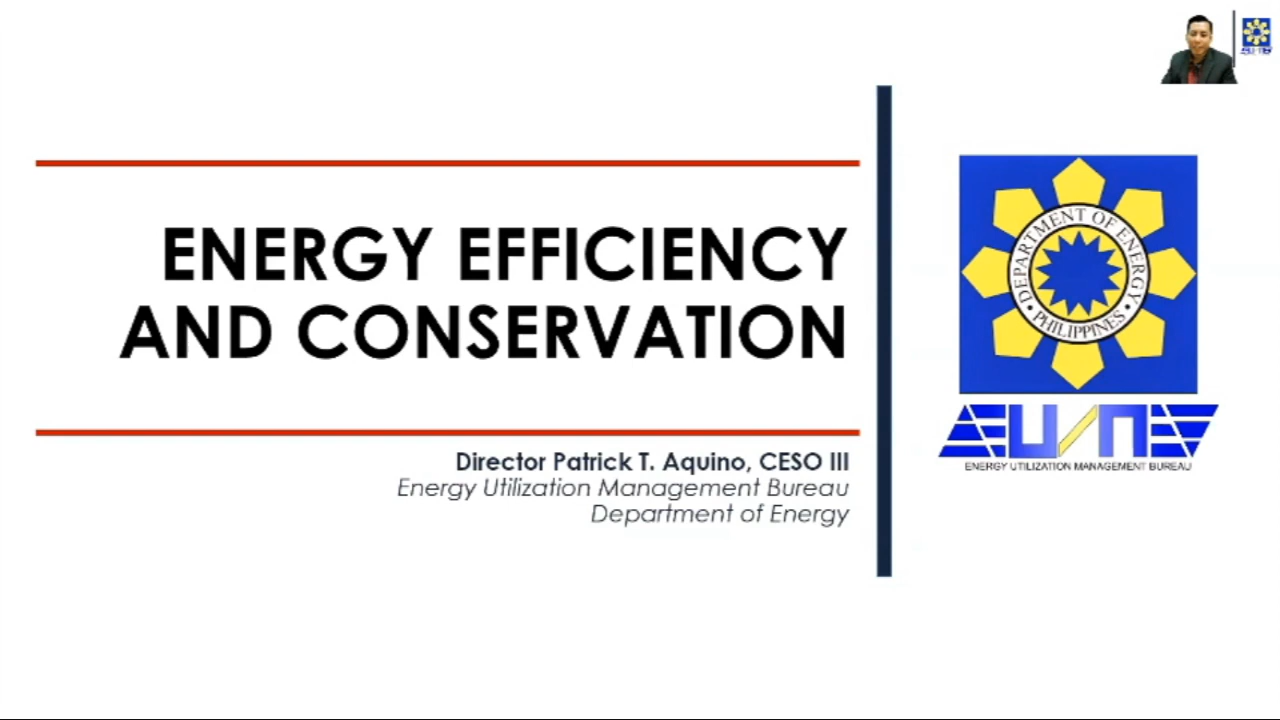 ENERGY EFFICIENCY
AND CONSERVATION
Director Patrick T. Aquino, CESO III
Energy Utilization Management Bureau
Department of Energy
DEPARTMENT OF ENERGY
• PHILIPPINES •
EUMB
ENERGY UTILIZATION MANAGEMENT BUREAU